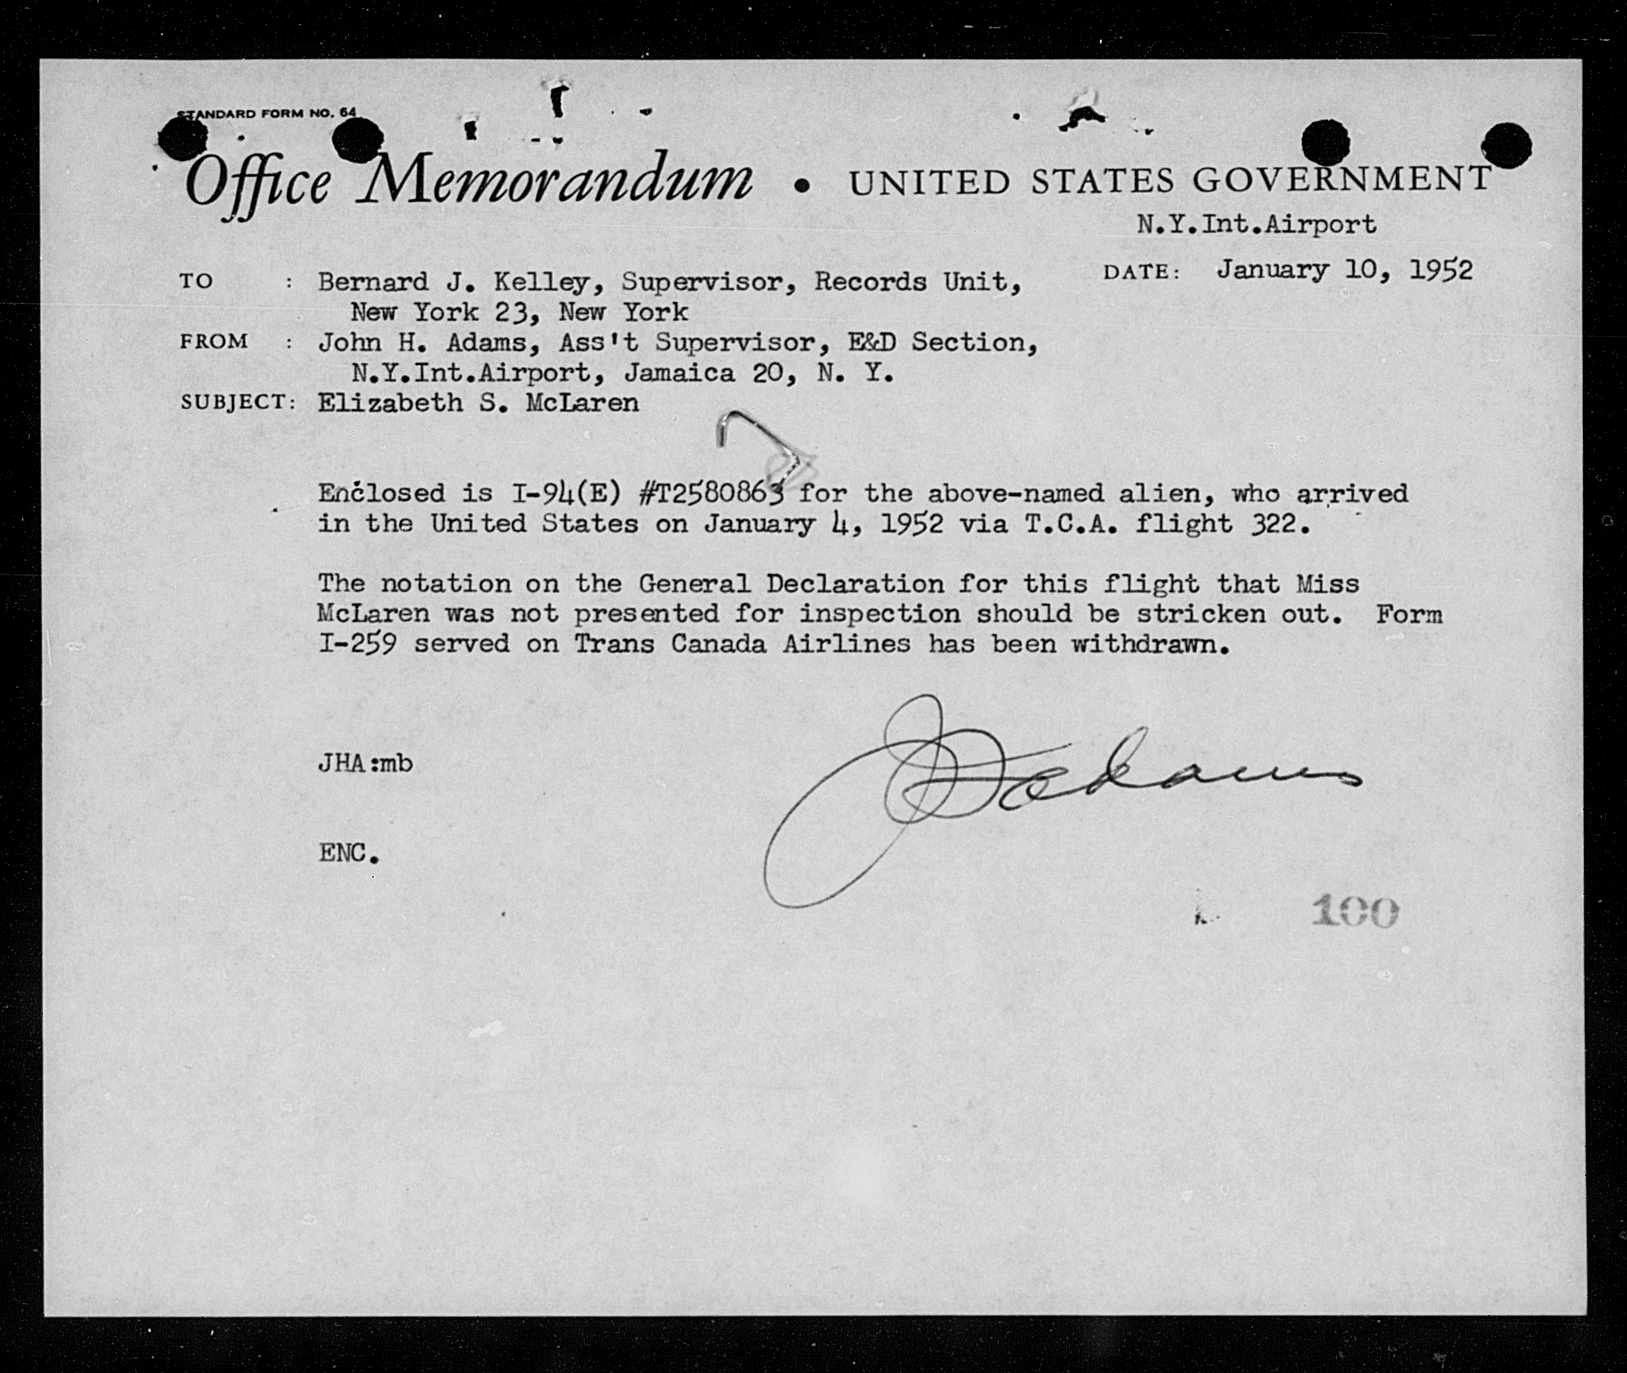 STANDARD FORM NO. 64
Office Memorandum • UNITED STATES GOVERNMENT
N.Y.Int.Airport
TO : Bernard J. Kelley, Supervisor, Records Unit, DATE: January 10, 1952
New York 23, New York
FROM : John H. Adams, Ass't Supervisor, E&D Section,
N.Y.Int.Airport, Jamaica 20, N. Y.
SUBJECT: Elizabeth S. McLaren
Enclosed is I-94(E) #T2580863 for the above-named alien, who arrived
in the United States on January 4, 1952 via T.C.A. flight 322.
The notation on the General Declaration for this flight that Miss
McLaren was not presented for inspection should be stricken out. Form
I-259 served on Trans Canada Airlines has been withdrawn.
JHA:mb
J H Adams
ENC.
100